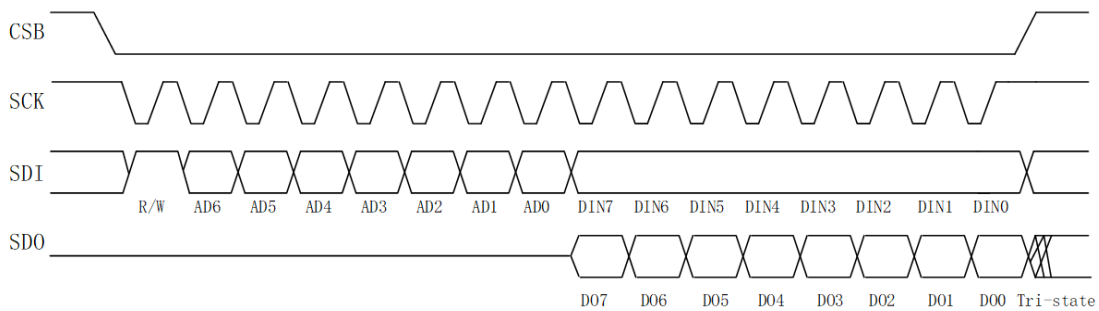 CSB
SCK
SDI
R/W AD6 AD5 AD4 AD3 AD2 AD1 AD0 DIN7 DIN6 DIN5 DIN4 DIN3 DIN2 DIN1 DIN0
SDO
DO7 DO6 DO5 DO4 DO3 DO2 DO1 DO0 Tri-state